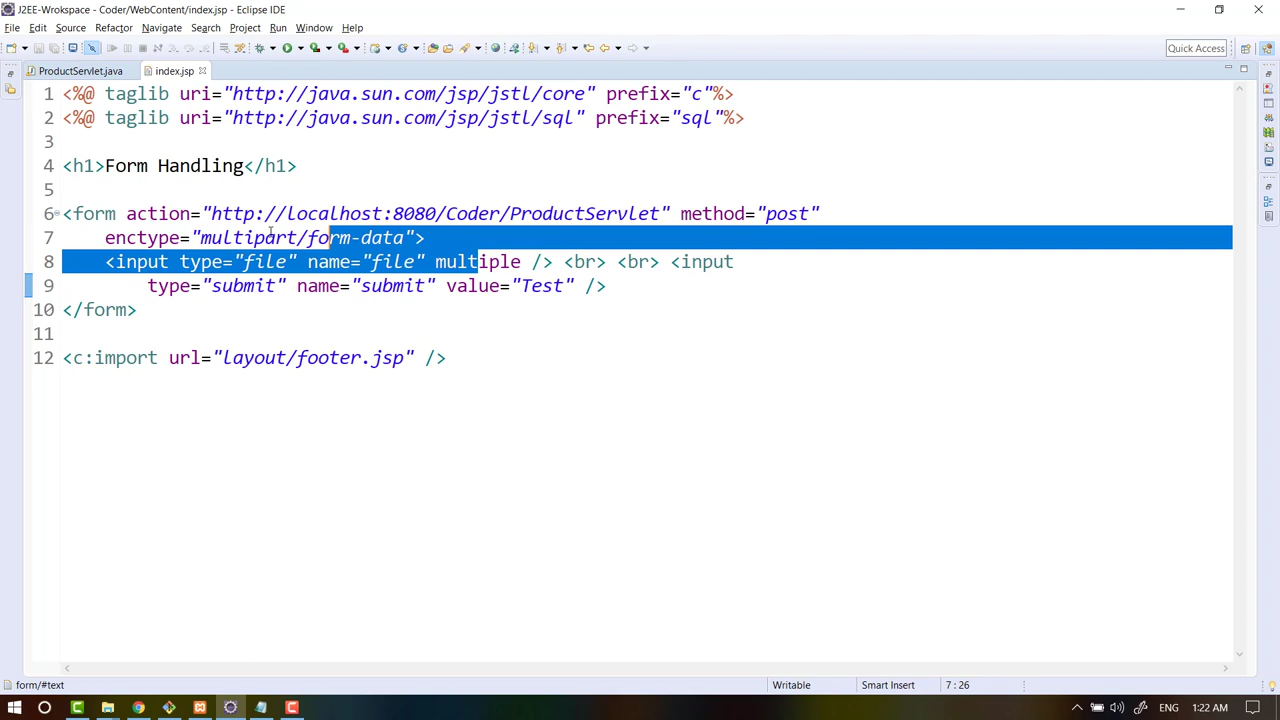 J2EE-Wrokspace - Coder/WebContent/index.jsp - Eclipse IDE
File Edit Source Refactor Navigate Search Project Run Window Help
Quick Access
ProductServlet.java index.jsp
1 <%@ taglib uri="http://java.sun.com/jsp/jstl/core" prefix="c"%>
2 <%@ taglib uri="http://java.sun.com/jsp/jstl/sql" prefix="sql"%>
3
4 <h1>Form Handling</h1>
5
6 <form action="http://localhost:8080/Coder/ProductServlet" method="post"
7 enctype="multipart/form-data">
8 <input type="file" name="file" multiple /> <br> <br> <input
9 type="submit" name="submit" value="Test" />
10 </form>
11
12 <c:import url="layout/footer.jsp" />
form/#text Writable Smart Insert 7 : 26
ENG 1:22 AM